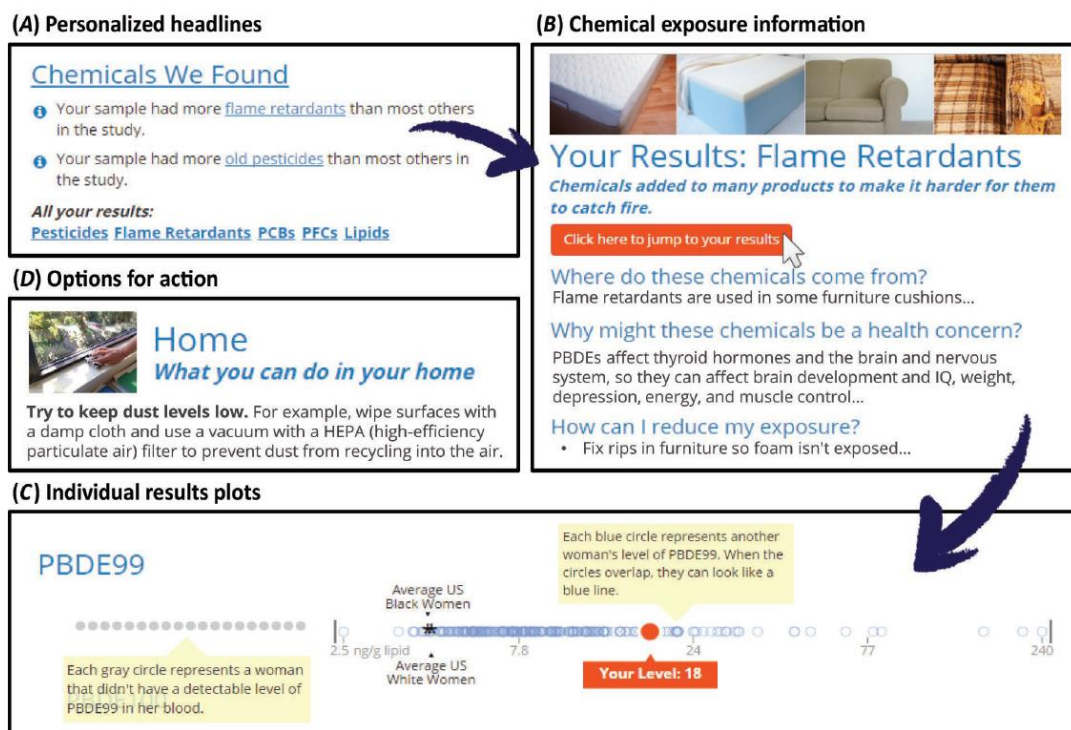 (A) Personalized headlines
Chemicals We Found
Your sample had more flame retardants than most others
in the study.
Your sample had more old pesticides than most others in
the study.
All your results:
Pesticides Flame Retardants PCBs PFCs Lipids
(B) Chemical exposure information
Your Results: Flame Retardants
Chemicals added to many products to make it harder for them
to catch fire.
Click here to jump to your results
Where do these chemicals come from?
Flame retardants are used in some furniture cushions...
Why might these chemicals be a health concern?
PBDEs affect thyroid hormones and the brain and nervous
system, so they can affect brain development and IQ, weight,
depression, energy, and muscle control...
How can I reduce my exposure?
• Fix rips in furniture so foam isn't exposed...
(D) Options for action
Home
What you can do in your home
Try to keep dust levels low. For example, wipe surfaces with
a damp cloth and use a vacuum with a HEPA (high-efficiency
particulate air) filter to prevent dust from recycling into the air.
(C) Individual results plots
PBDE99
Each blue circle represents another
woman's level of PBDE99. When the
circles overlap, they can look like a
blue line.
Average US
Black Women
2.5 ng/g lipid 7.8 24 77 240
Average US
White Women
Your Level: 18
Each gray circle represents a woman
that didn't have a detectable level of
PBDE99 in her blood.
PBDE100